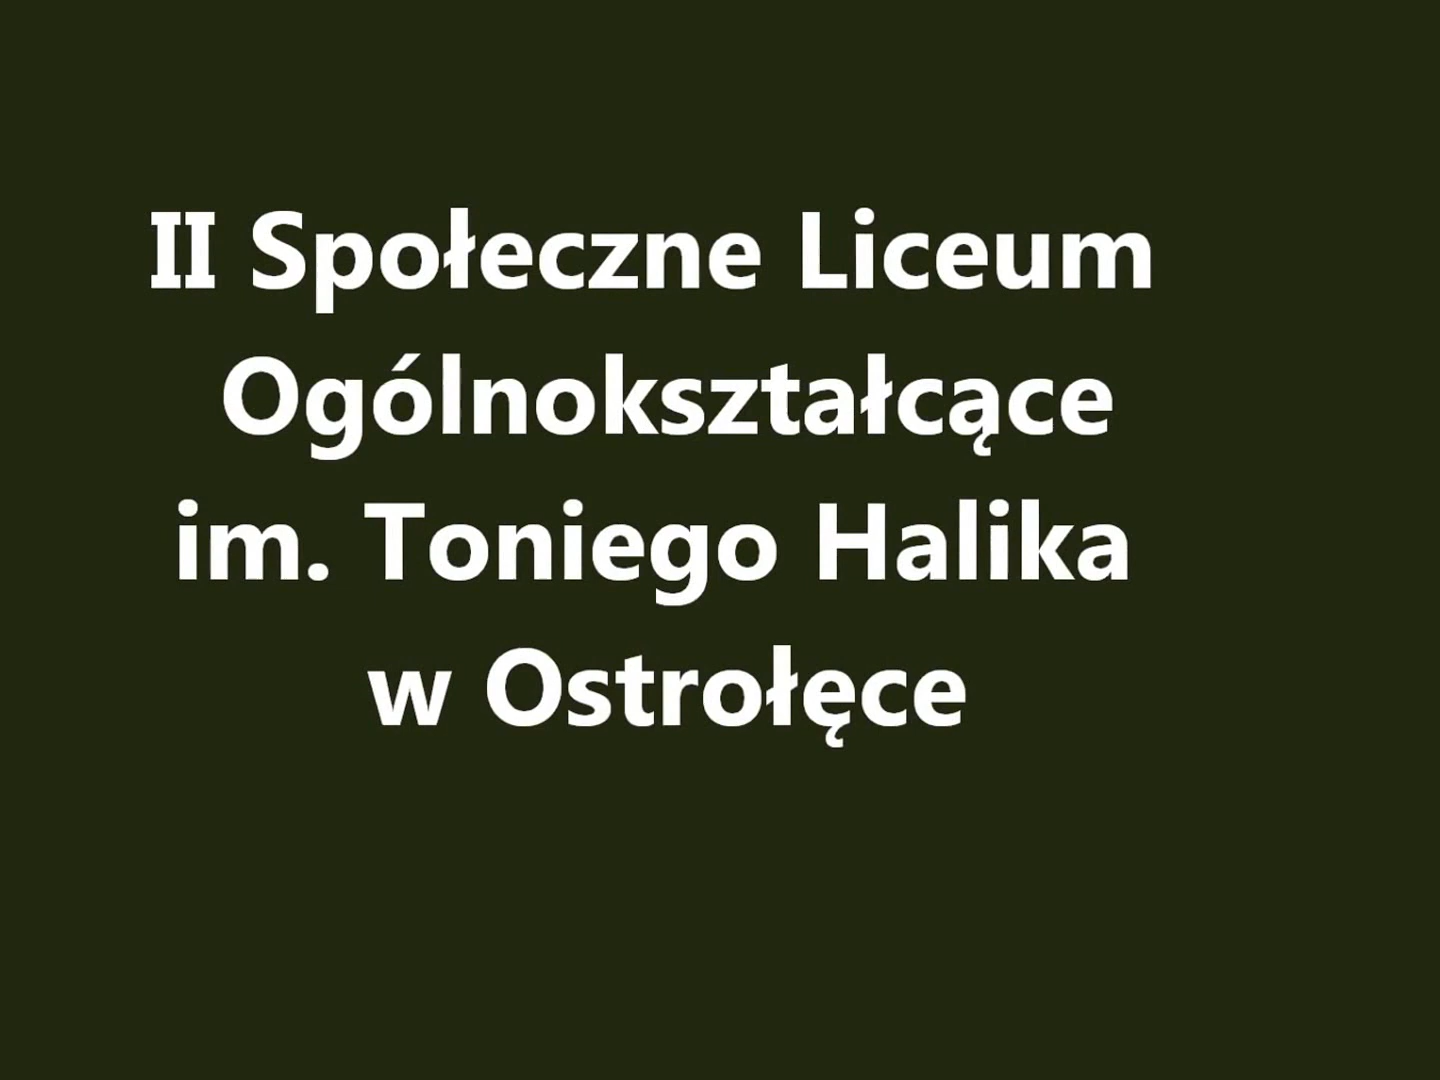 II Społeczne Liceum
Ogólnokształcące
im. Toniego Halika
w Ostrołęce